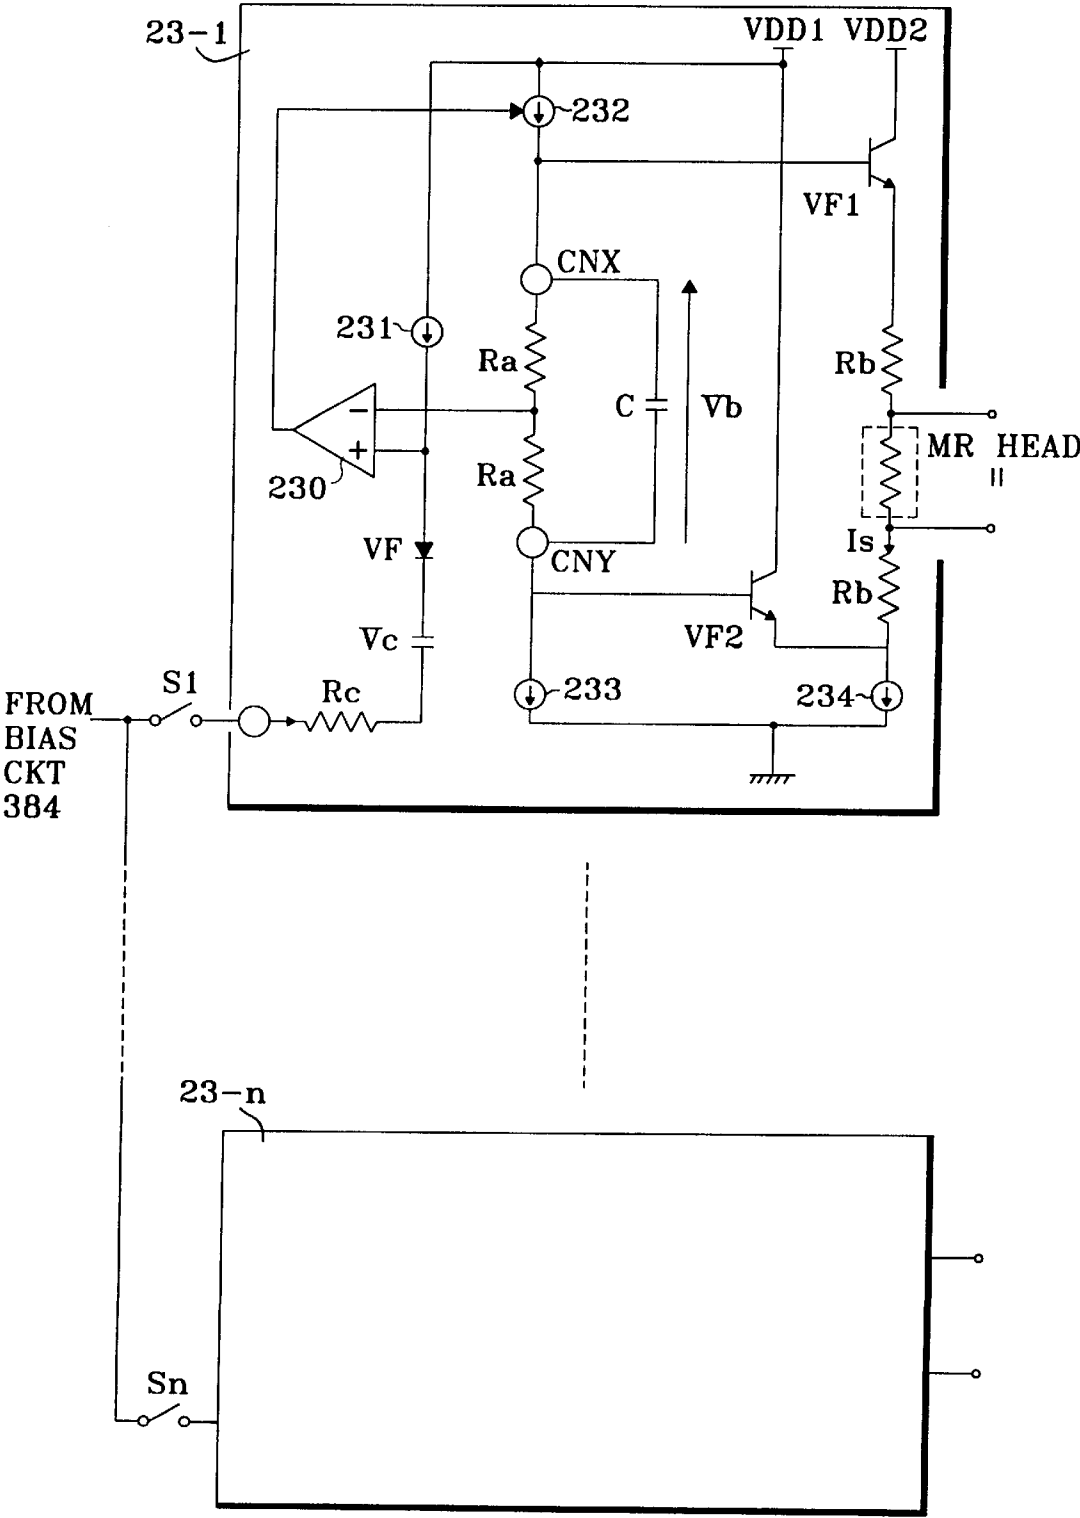 23-1
VDD1 VDD2
232
VF1
CNX
231
Ra
Rb
C
Vb
−
+
MR HEAD
11
Ra
230
VF
CNY
Is
Rb
Vc
VF2
S1
Rc
233
234
FROM
BIAS
CKT
384
23-n
Sn